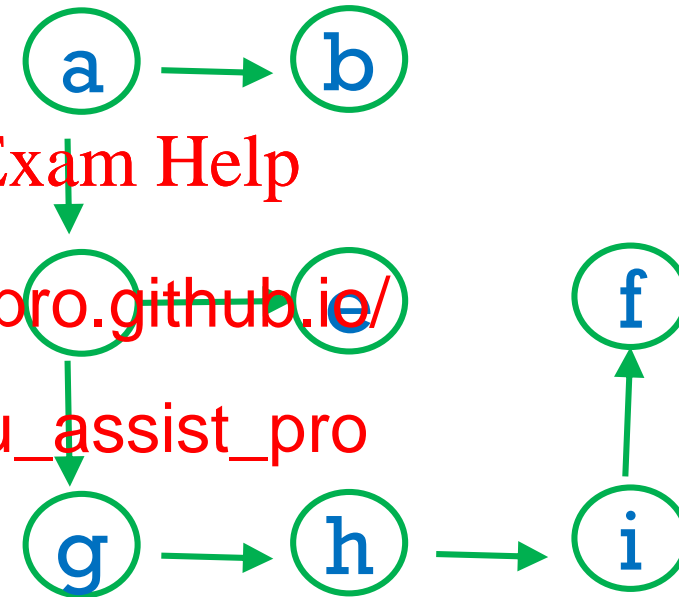 a b
Exam Help
pro.github.io/
e f
u_assist_pro
g h i